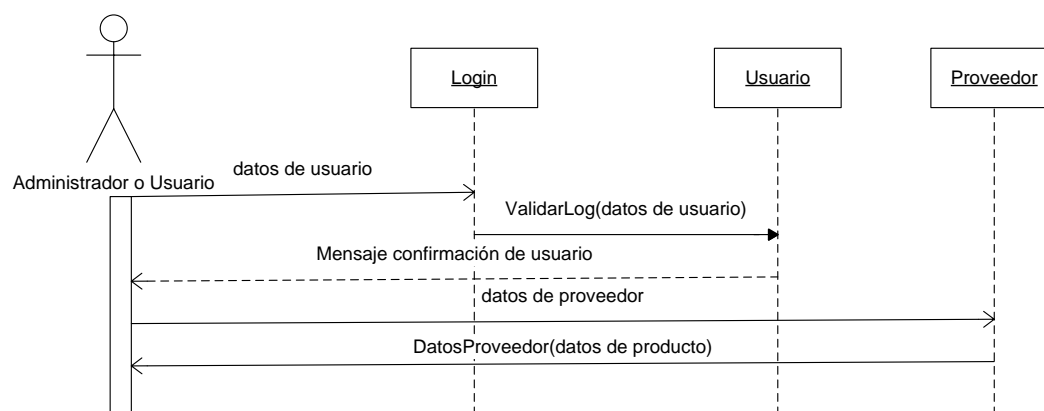 Login
Usuario
Proveedor
Administrador o Usuario
datos de usuario
ValidarLog(datos de usuario)
Mensaje confirmación de usuario
datos de proveedor
DatosProveedor(datos de producto)